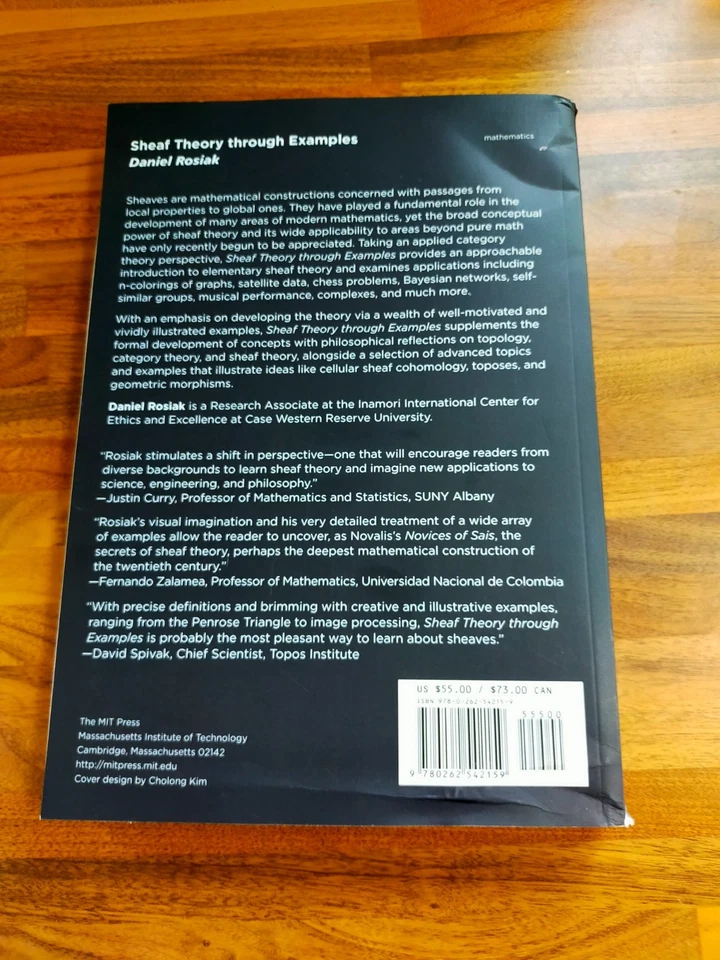 Sheaf Theory through Examples
Daniel Rosiak
mathematics
Sheaves are mathematical constructions concerned with passages from
local properties to global ones. They have played a fundamental role in the
development of many areas of modern mathematics, yet the broad conceptual
power of sheaf theory and its wide applicability to areas beyond pure math
have only recently begun to be appreciated. Taking an applied category
theory perspective, Sheaf Theory through Examples provides an approachable
introduction to elementary sheaf theory and examines applications including
n-colorings of graphs, satellite data, chess problems, Bayesian networks, self-
similar groups, musical performance, complexes, and much more.
With an emphasis on developing the theory via a wealth of well-motivated and
vividly illustrated examples, Sheaf Theory through Examples supplements the
formal development of concepts with philosophical reflections on topology,
category theory, and sheaf theory, alongside a selection of advanced topics
and examples that illustrate ideas like cellular sheaf cohomology, toposes, and
geometric morphisms.
Daniel Rosiak is a Research Associate at the Inamori International Center for
Ethics and Excellence at Case Western Reserve University.
“Rosiak stimulates a shift in perspective—one that will encourage readers from
diverse backgrounds to learn sheaf theory and imagine new applications to
science, engineering, and philosophy.”
—Justin Curry, Professor of Mathematics and Statistics, SUNY Albany
“Rosiak’s visual imagination and his very detailed treatment of a wide array
of examples allow the reader to uncover, as Novalis’s Novices of Sais, the
secrets of sheaf theory, perhaps the deepest mathematical construction of
the twentieth century.”
—Fernando Zalamea, Professor of Mathematics, Universidad Nacional de Colombia
“With precise definitions and brimming with creative and illustrative examples,
ranging from the Penrose Triangle to image processing, Sheaf Theory through
Examples is probably the most pleasant way to learn about sheaves.”
—David Spivak, Chief Scientist, Topos Institute
The MIT Press
Massachusetts Institute of Technology
Cambridge, Massachusetts 02142
http://mitpress.mit.edu
Cover design by Cholong Kim
US $55.00 / $73.00 CAN
ISBN 978-0-262-54215-9
55500
9 780262 542159